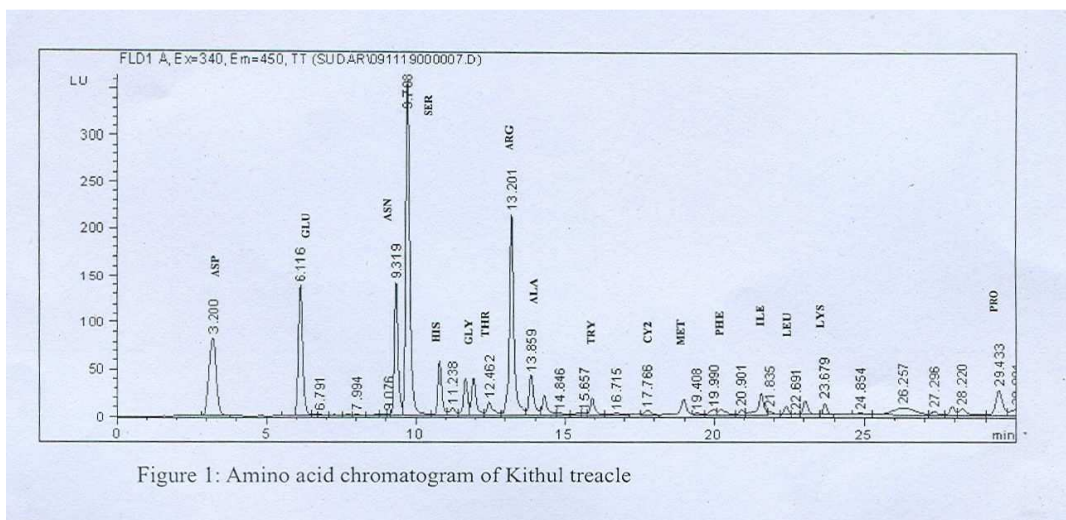 FLD1 A, Ex=340, Em=450, TT (SUDAR\091119000007.D)
LU
300
250
200
150
100
50
0
3.200
ASP
6.116
GLU
6.791
7.994
9.076
ASN
9.319
SER
HIS
11.238
GLY
THR
12.462
ARG
13.201
ALA
13.859
14.846
15.657
TRY
16.715
CY2
17.766
MET
19.408
PHE
19.990
20.901
ILE
21.835
LEU
22.691
LYS
23.679
24.854
26.257
27.296
28.220
PRO
29.433
0
5
10
15
20
25
min
Figure 1: Amino acid chromatogram of Kithul treacle